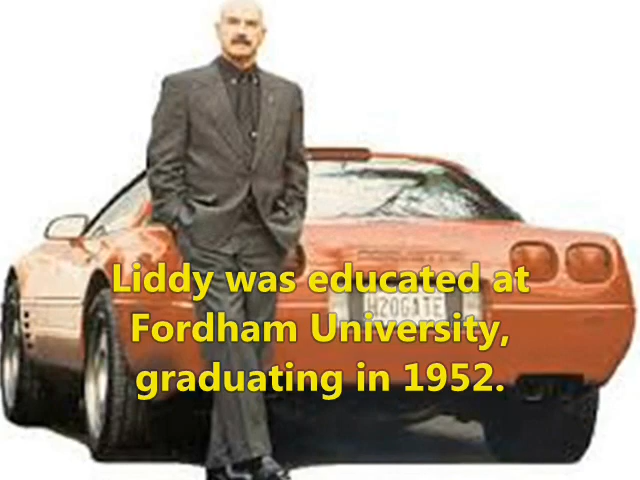 Liddy was educated at
H2OGATE
Fordham University,
graduating in 1952.